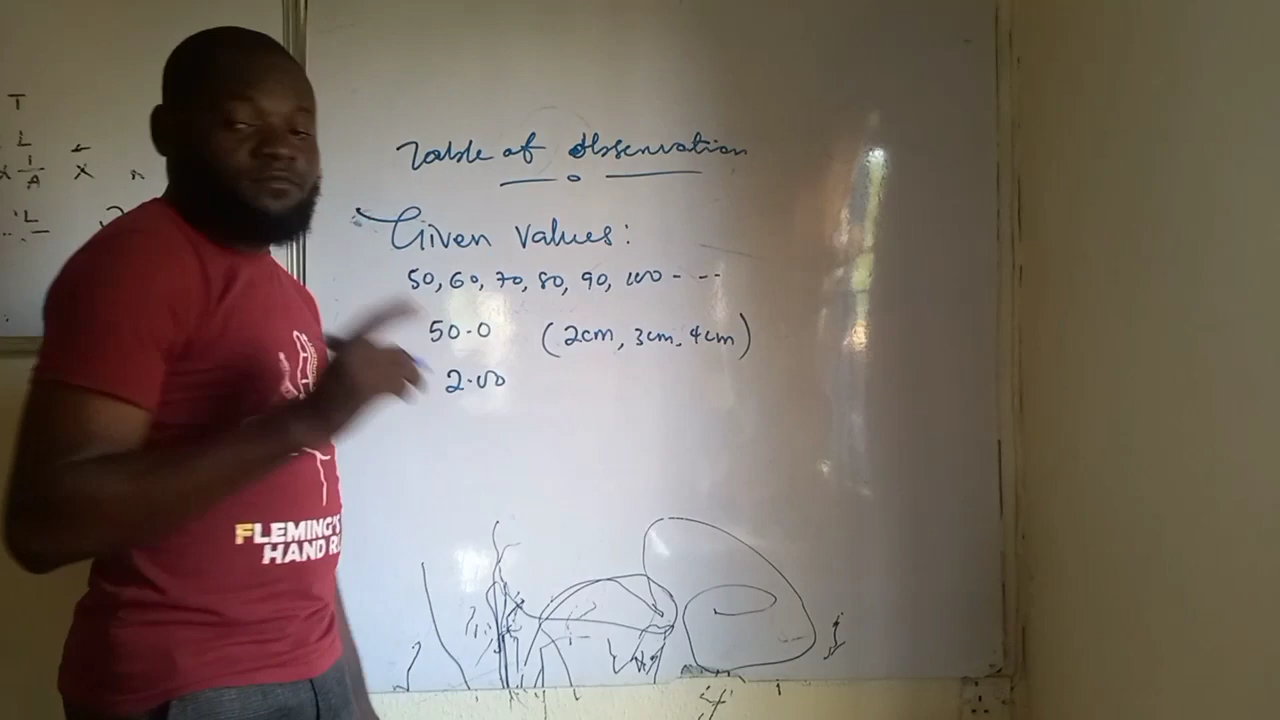 T
L
X 1/A X
L
Table of Observation
Given Values:
50, 60, 70, 80, 90, 100 - - -
50.0 (2cm, 3cm, 4cm)
2.00
FLEMING'S
HAND R